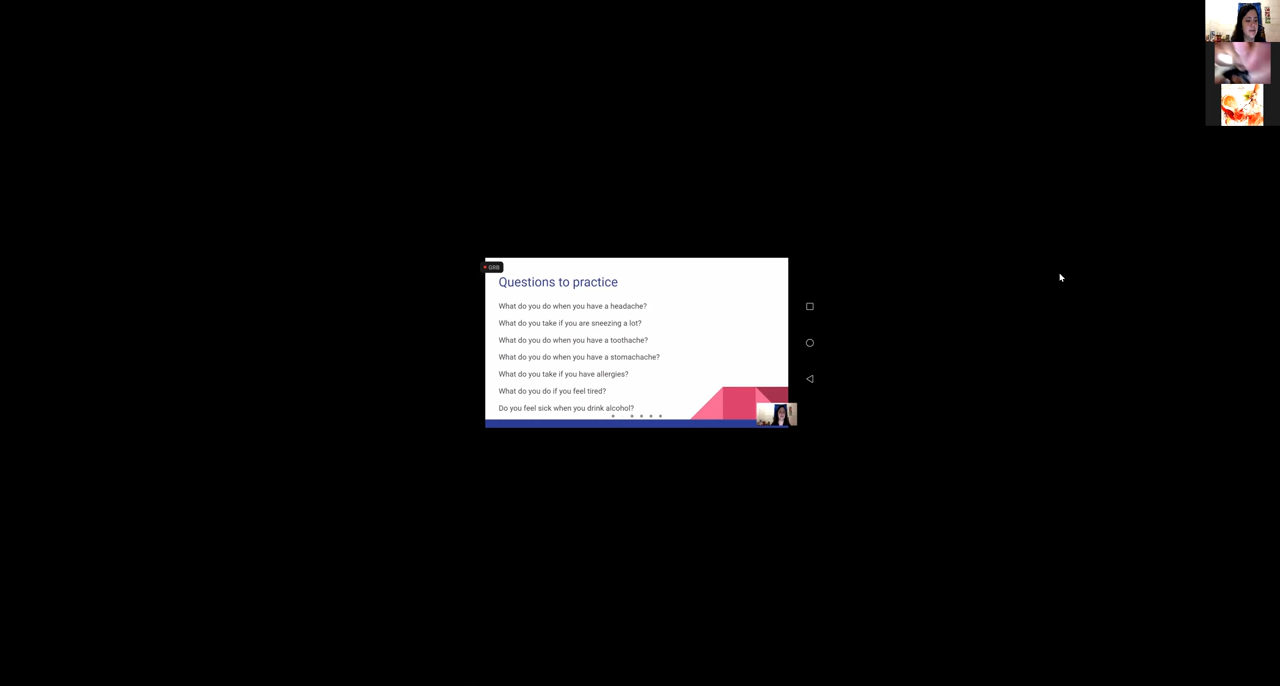 GRB
Questions to practice
What do you do when you have a headache?
What do you take if you are sneezing a lot?
What do you do when you have a toothache?
What do you do when you have a stomachache?
What do you take if you have allergies?
What do you do if you feel tired?
Do you feel sick when you drink alcohol?